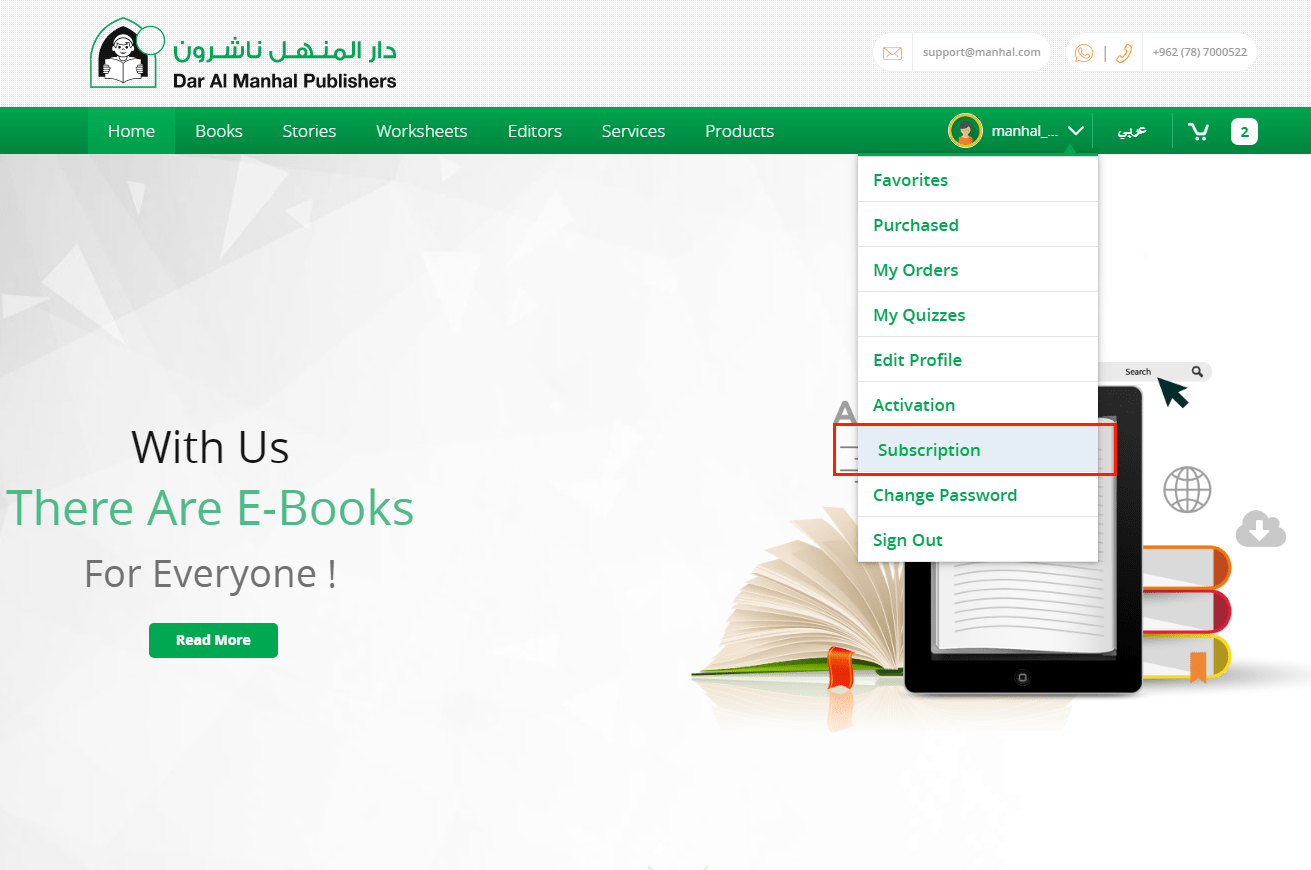 دار المنهل ناشرون
Dar Al Manhal Publishers
support@manhal.com
+962 (78) 7000522
Home Books Stories Worksheets Editors Services Products manhal_... عربي 2
Favorites
Purchased
My Orders
My Quizzes
Edit Profile
Activation
Subscription
Change Password
Sign Out
Search
A
With Us
There Are E-Books
For Everyone !
Read More